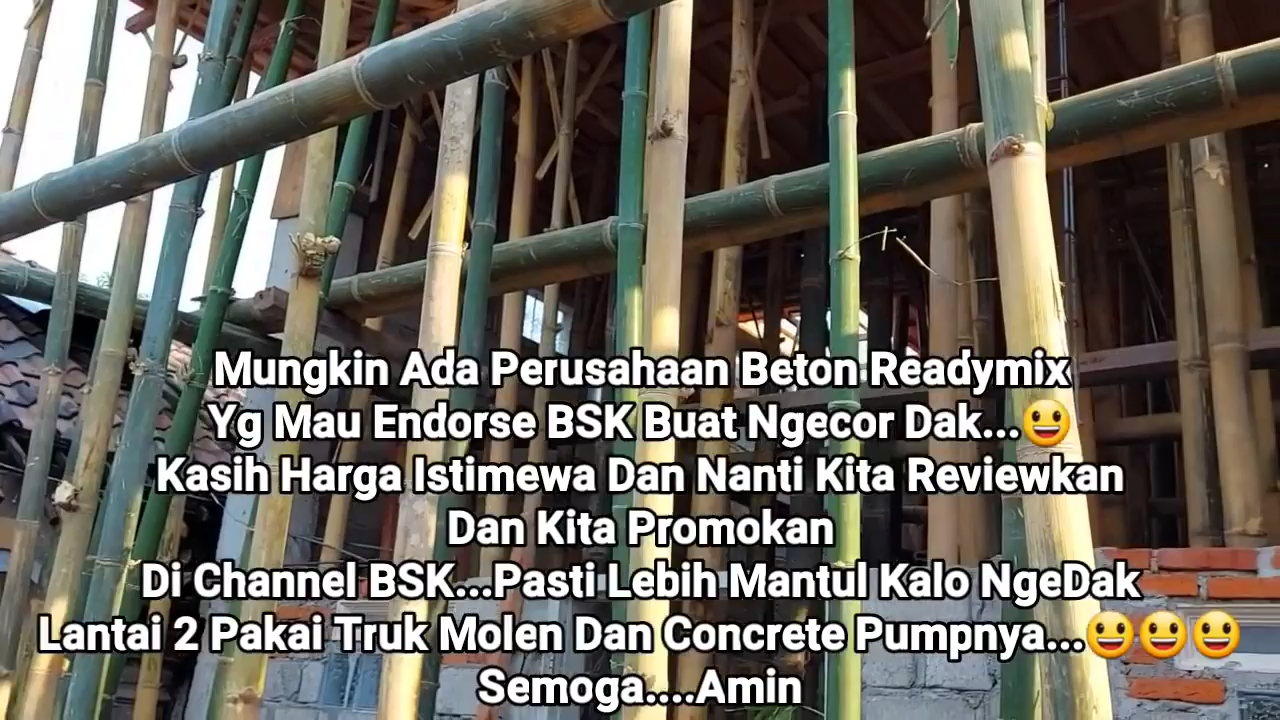 Mungkin Ada Perusahaan Beton Readymix
Yg Mau Endorse BSK Buat Ngecor Dak...😃
Kasih Harga Istimewa Dan Nanti Kita Reviewkan
Dan Kita Promokan
Di Channel BSK...Pasti Lebih Mantul Kalo NgeDak
Lantai 2 Pakai Truk Molen Dan Concrete Pumpnya...😃😃😃
Semoga....Amin